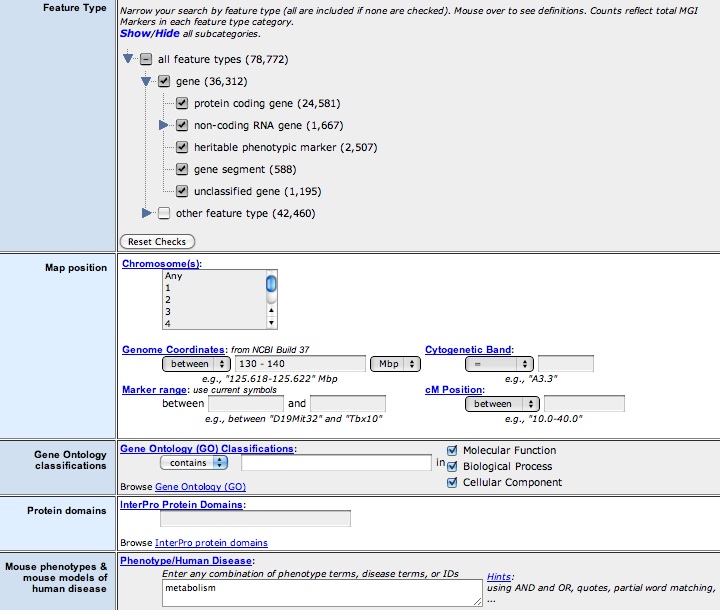 Feature Type
Narrow your search by feature type (all are included if none are checked). Mouse over to see definitions. Counts reflect total MGI
Markers in each feature type category.
Show/Hide all subcategories.
all feature types (78,772)
gene (36,312)
protein coding gene (24,581)
non-coding RNA gene (1,667)
heritable phenotypic marker (2,507)
gene segment (588)
unclassified gene (1,195)
other feature type (42,460)
Reset Checks
Map position
Chromosome(s):
Any
1
2
3
4
Genome Coordinates: from NCBI Build 37
between 130 - 140 Mbp
e.g., "125.618-125.622" Mbp
Cytogenetic Band:
=
e.g., "A3.3"
Marker range: use current symbols
between and
e.g., between "D19Mit32" and "Tbx10"
cM Position:
between
e.g., "10.0-40.0"
Gene Ontology
classifications
Gene Ontology (GO) Classifications:
contains in
Molecular Function
Biological Process
Cellular Component
Browse Gene Ontology (GO)
Protein domains
InterPro Protein Domains:
Browse InterPro protein domains
Mouse phenotypes &
mouse models of
human disease
Phenotype/Human Disease:
Enter any combination of phenotype terms, disease terms, or IDs
metabolism
Hints:
using AND and OR, quotes, partial word matching,
...